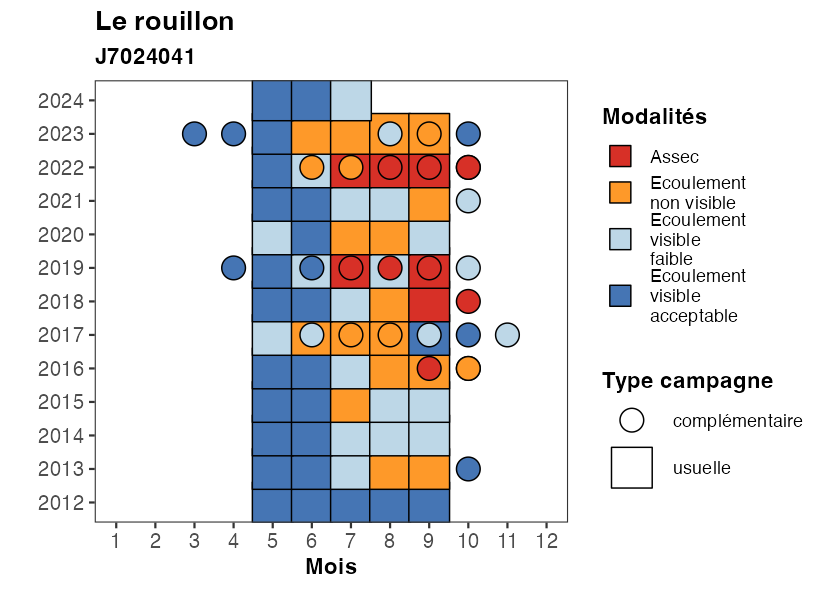 Le rouillon
J7024041
2024
2023
2022
2021
2020
2019
2018
2017
2016
2015
2014
2013
2012
1 2 3 4 5 6 7 8 9 10 11 12
Mois
Modalités
Assec
Ecoulement
non visible
Ecoulement
visible
faible
Ecoulement
visible
acceptable
Type campagne
complémentaire
usuelle